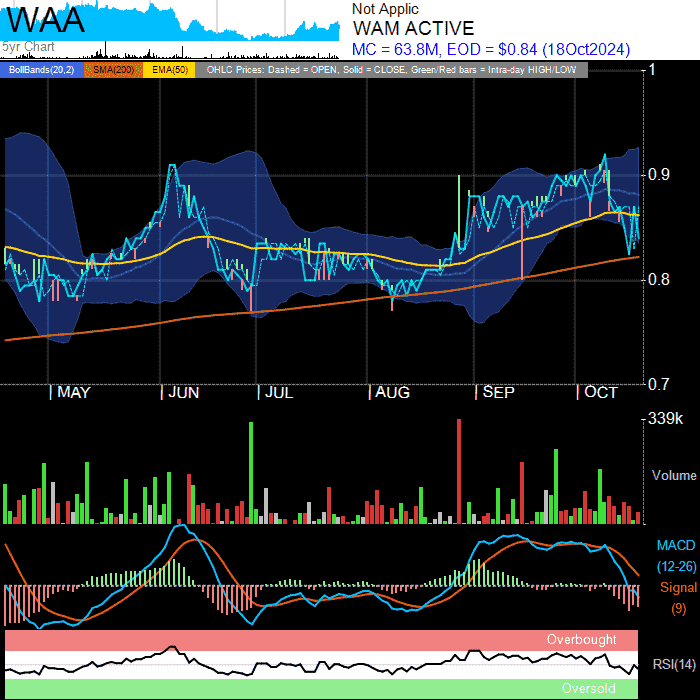 WAA
5yr Chart
Not Applic
WAM ACTIVE
MC = 63.8M, EOD = $0.84 (18Oct2024)
BollBands(20,2) SMA(200) EMA(50) OHLC Prices: Dashed = OPEN, Solid = CLOSE, Green/Red bars = Intra-day HIGH/LOW
1
0.9
0.8
0.7
MAY JUN JUL AUG SEP OCT
339k
Volume
MACD
(12-26)
Signal
(9)
Overbought
RSI(14)
Oversold